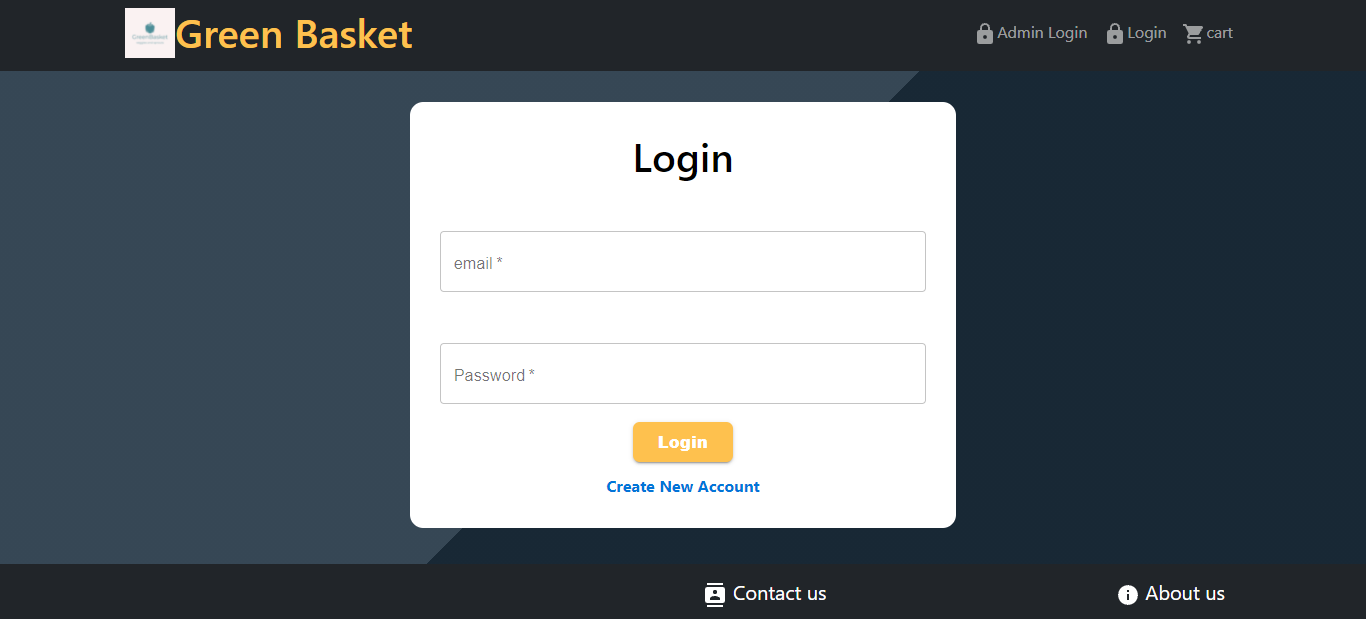 Green Basket
Admin Login
Login
cart
Login
email *
Password *
Login
Create New Account
Contact us
About us